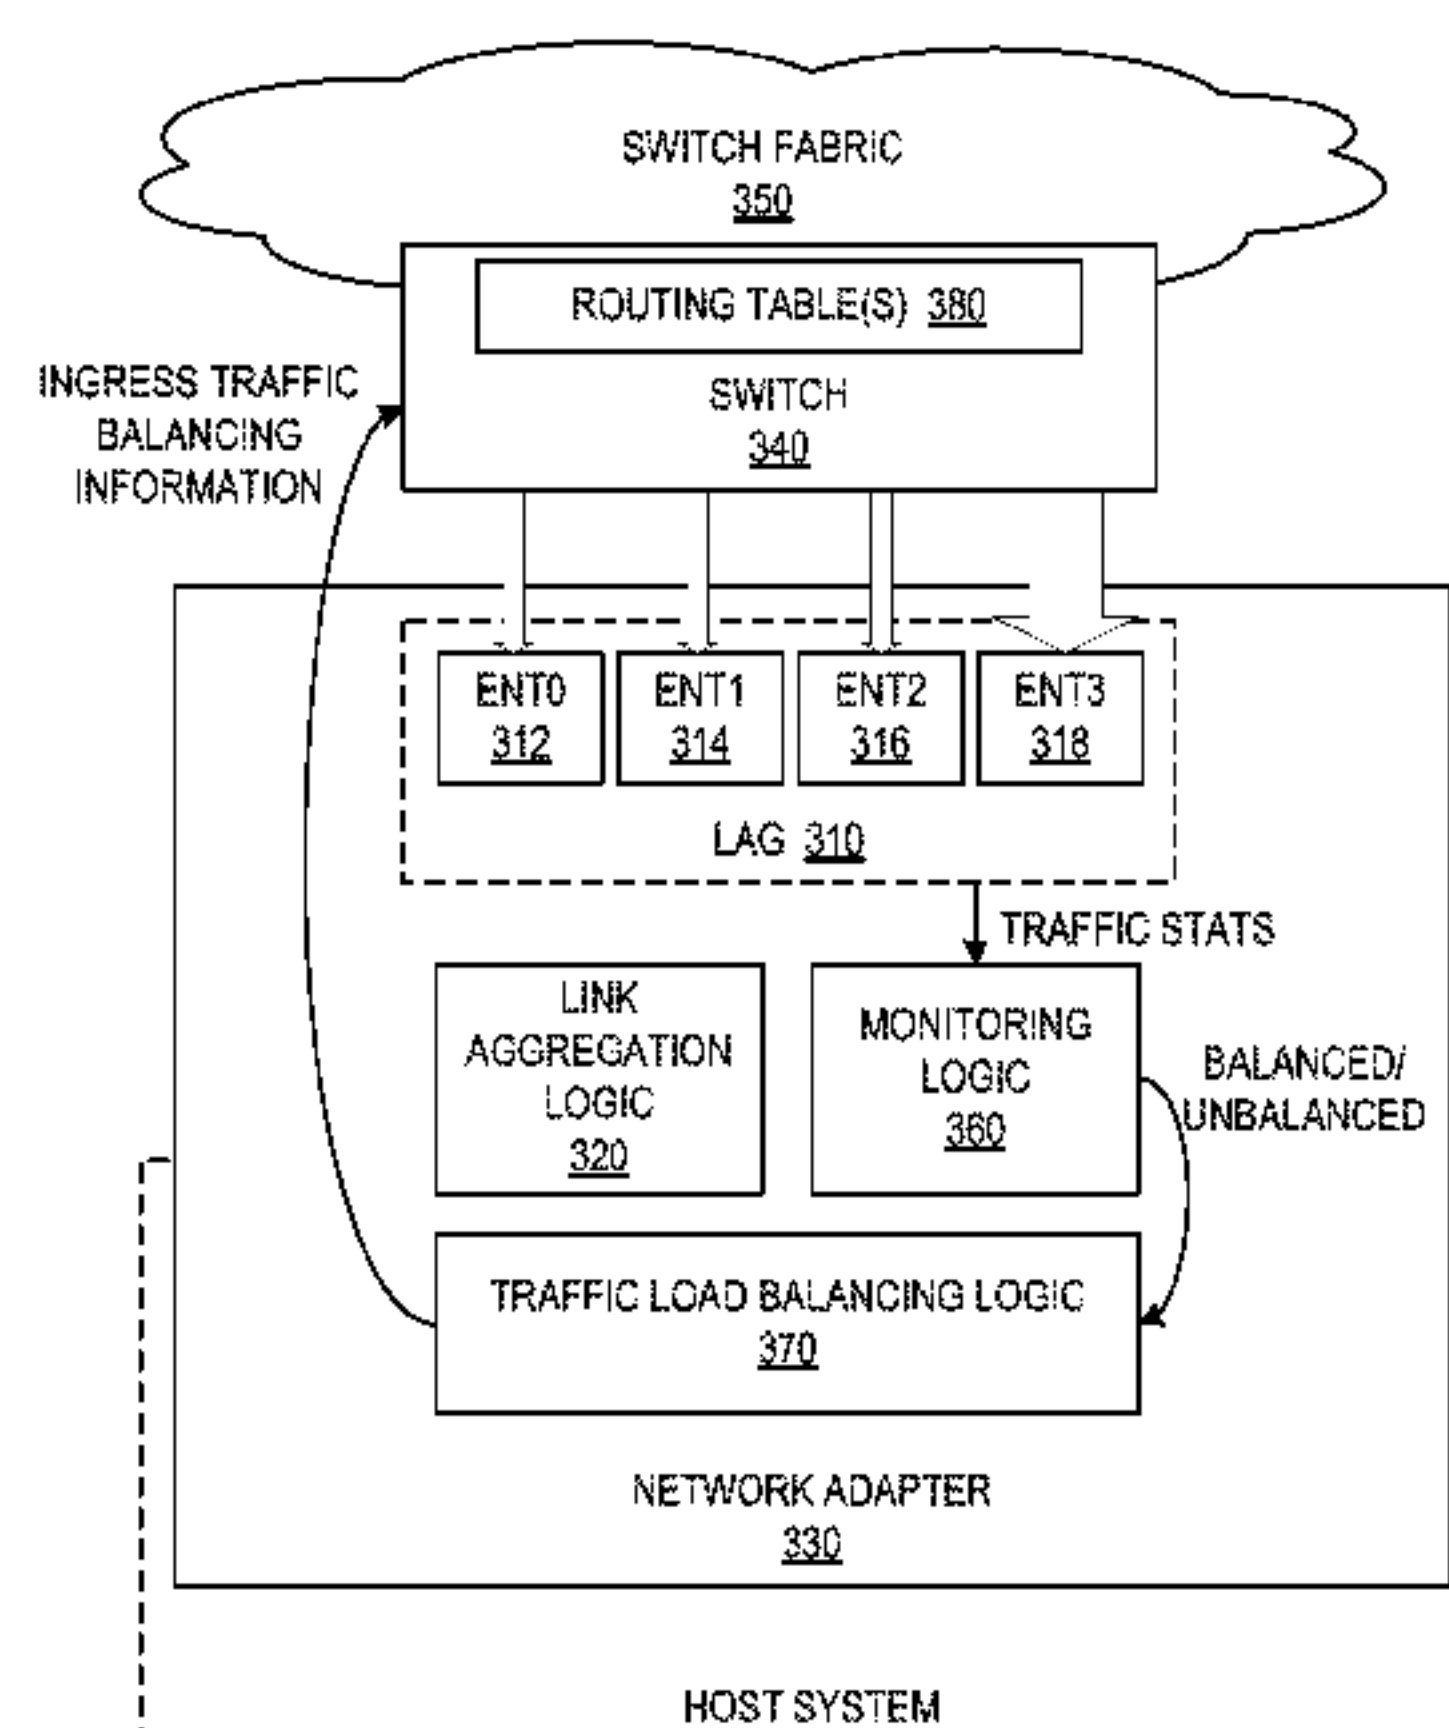 SWITCH FABRIC
350
ROUTING TABLE(S) 380
SWITCH
340
INGRESS TRAFFIC
BALANCING
INFORMATION
ENT0
312
ENT1
314
ENT2
316
ENT3
318
LAG 310
TRAFFIC STATS
LINK
AGGREGATION
LOGIC
320
MONITORING
LOGIC
360
BALANCED/
UNBALANCED
TRAFFIC LOAD BALANCING LOGIC
370
NETWORK ADAPTER
330
HOST SYSTEM